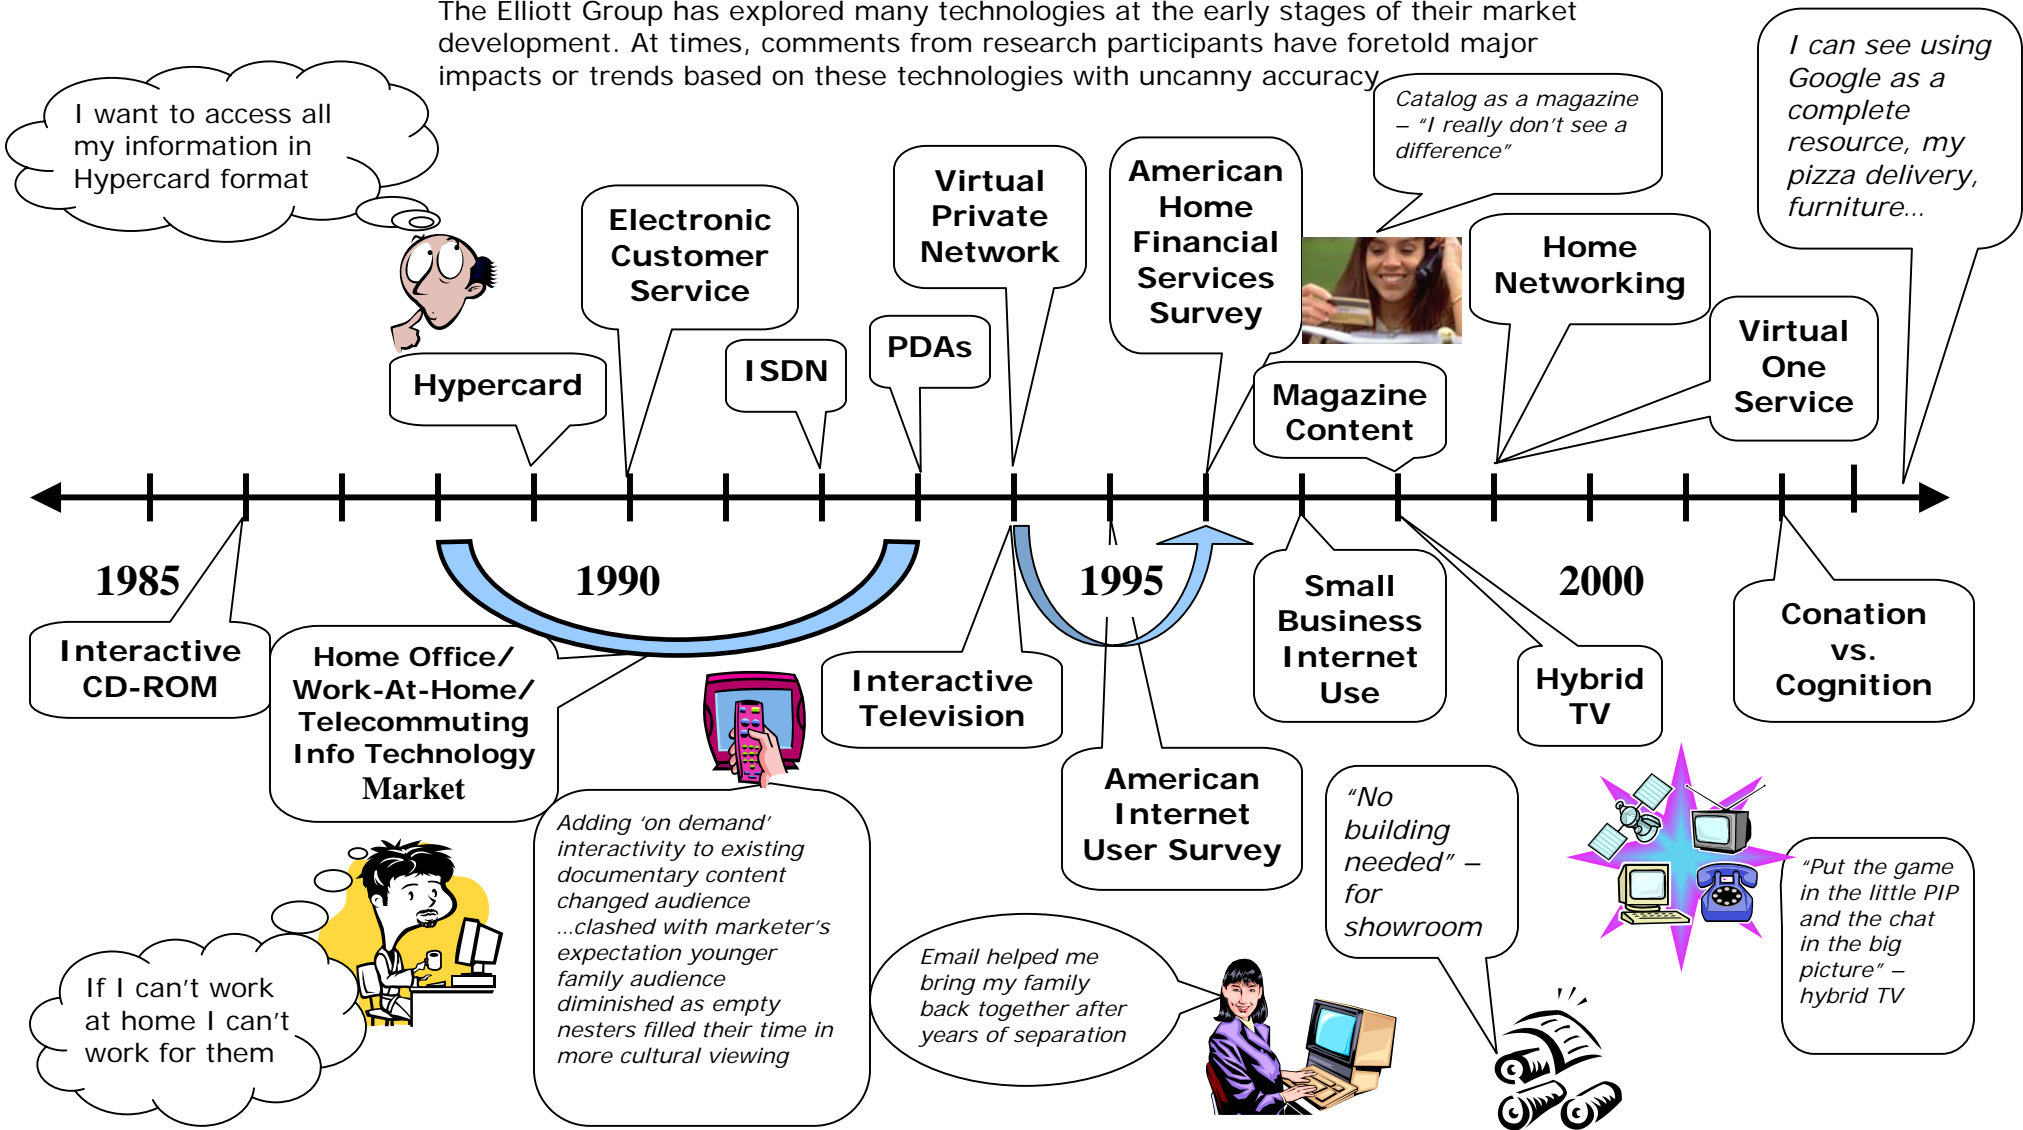 The Elliott Group has explored many technologies at the early stages of their market
development. At times, comments from research participants have foretold major
impacts or trends based on these technologies with uncanny accuracy
I want to access all
my information in
Hypercard format
Hypercard
Electronic
Customer
Service
ISDN
PDAs
Virtual
Private
Network
American
Home
Financial
Services
Survey
Catalog as a magazine
– “I really don’t see a
difference”
Magazine
Content
Home
Networking
Virtual
One
Service
I can see using
Google as a
complete
resource, my
pizza delivery,
furniture…
1985
1990
1995
2000
Interactive
CD-ROM
Home Office/
Work-At-Home/
Telecommuting
Info Technology
Market
Interactive
Television
American
Internet
User Survey
Small
Business
Internet
Use
Hybrid
TV
Conation
vs.
Cognition
If I can’t work
at home I can’t
work for them
Adding ‘on demand’
interactivity to existing
documentary content
changed audience
…clashed with marketer’s
expectation younger
family audience
diminished as empty
nesters filled their time in
more cultural viewing
Email helped me
bring my family
back together after
years of separation
“No
building
needed” –
for
showroom
“Put the game
in the little PIP
and the chat
in the big
picture” –
hybrid TV